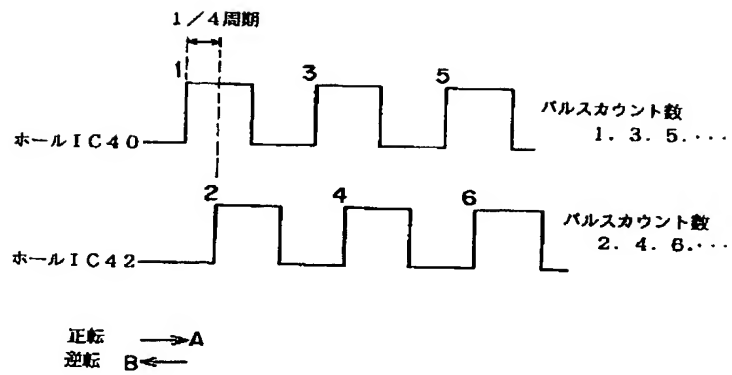 1/4周期
1 3 5
ホールIC40
パルスカウント数
1. 3. 5. ・・・・
2 4 6
ホールIC42
パルスカウント数
2. 4. 6. ・・・・
正転 →A
逆転 B←